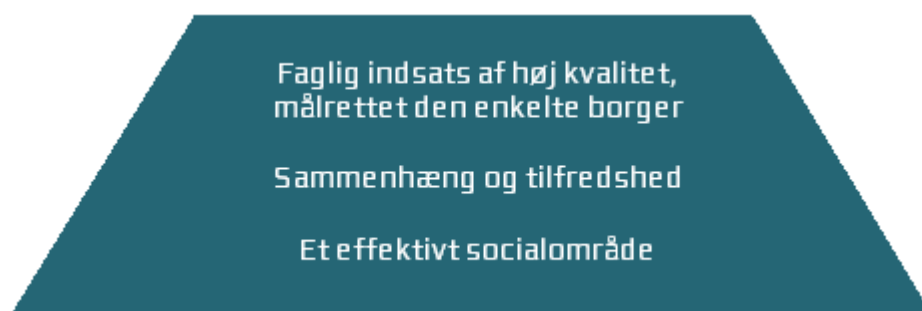 Faglig indsats af høj kvalitet,
målrettet den enkelte borger
Sammenhæng og tilfredshed
Et effektivt socialområde